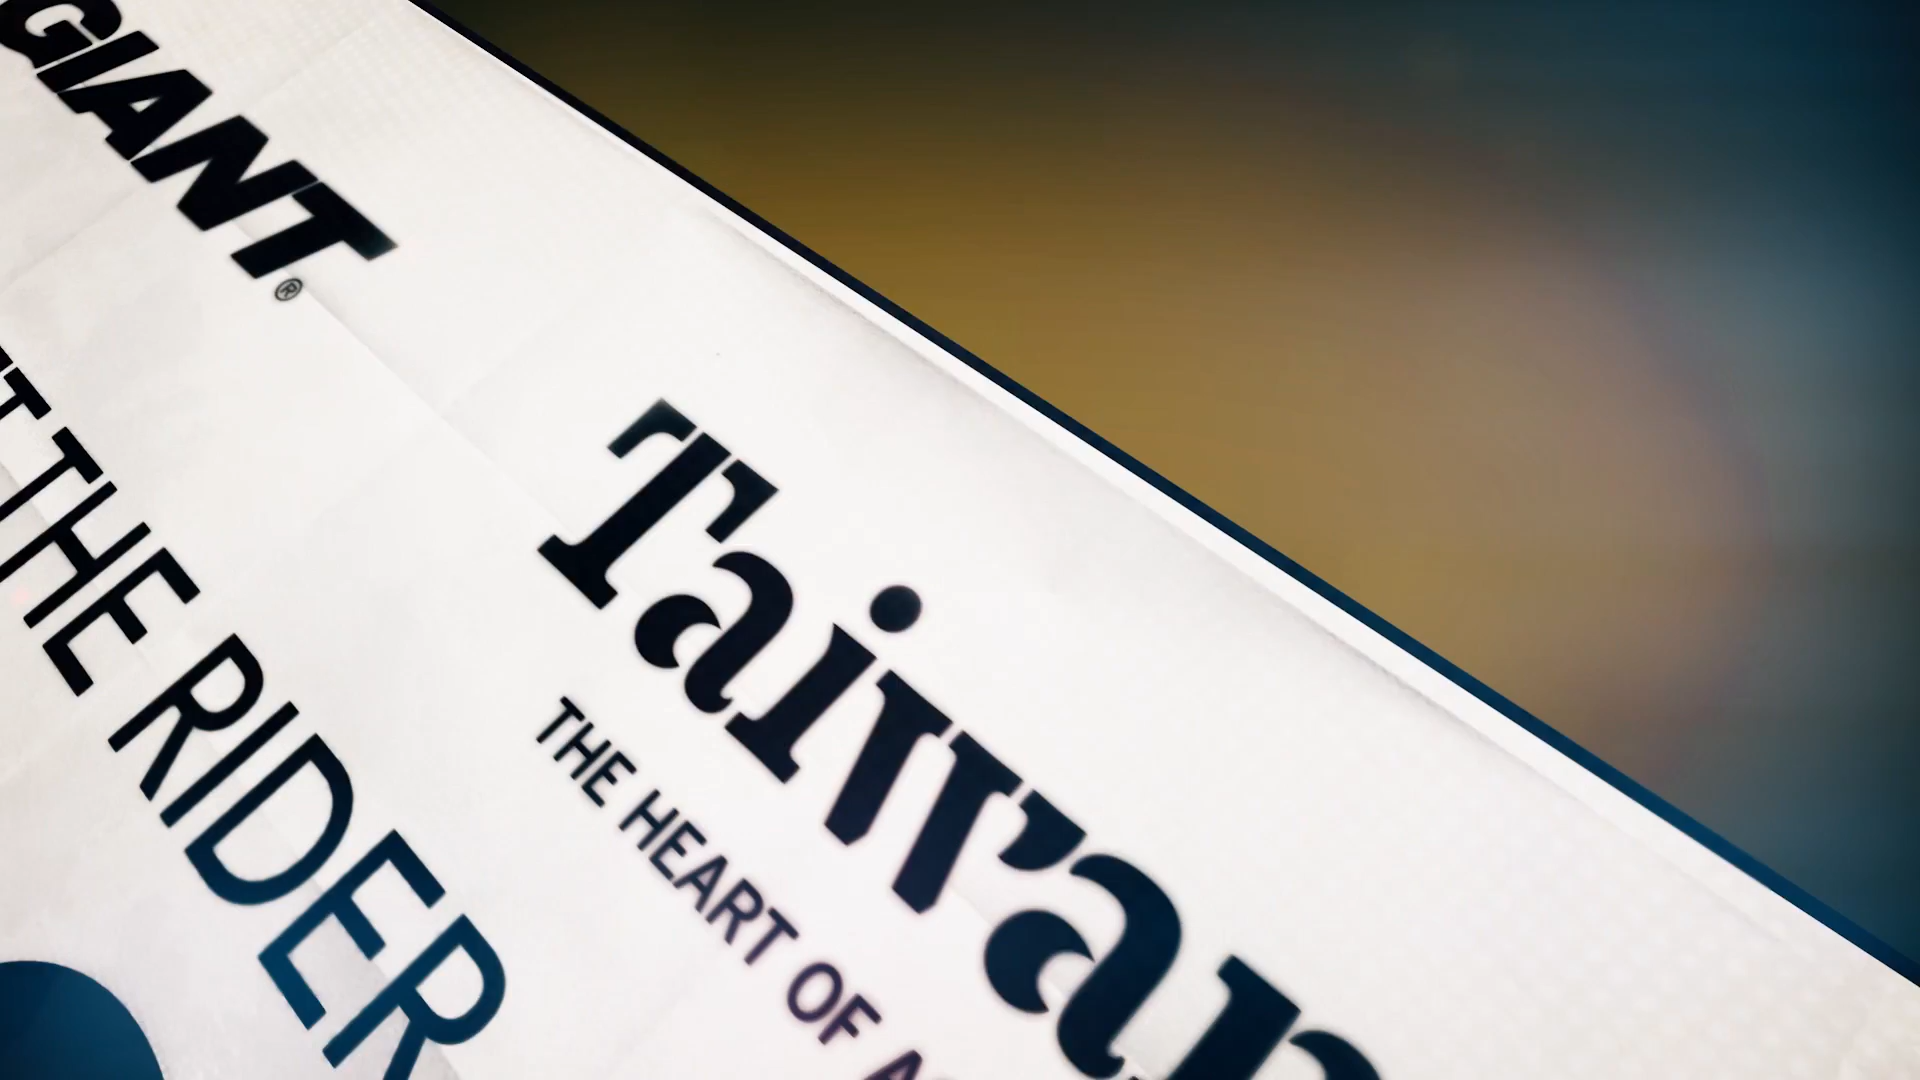 GIANT®
THE RIDER
Taiwan
THE HEART OF